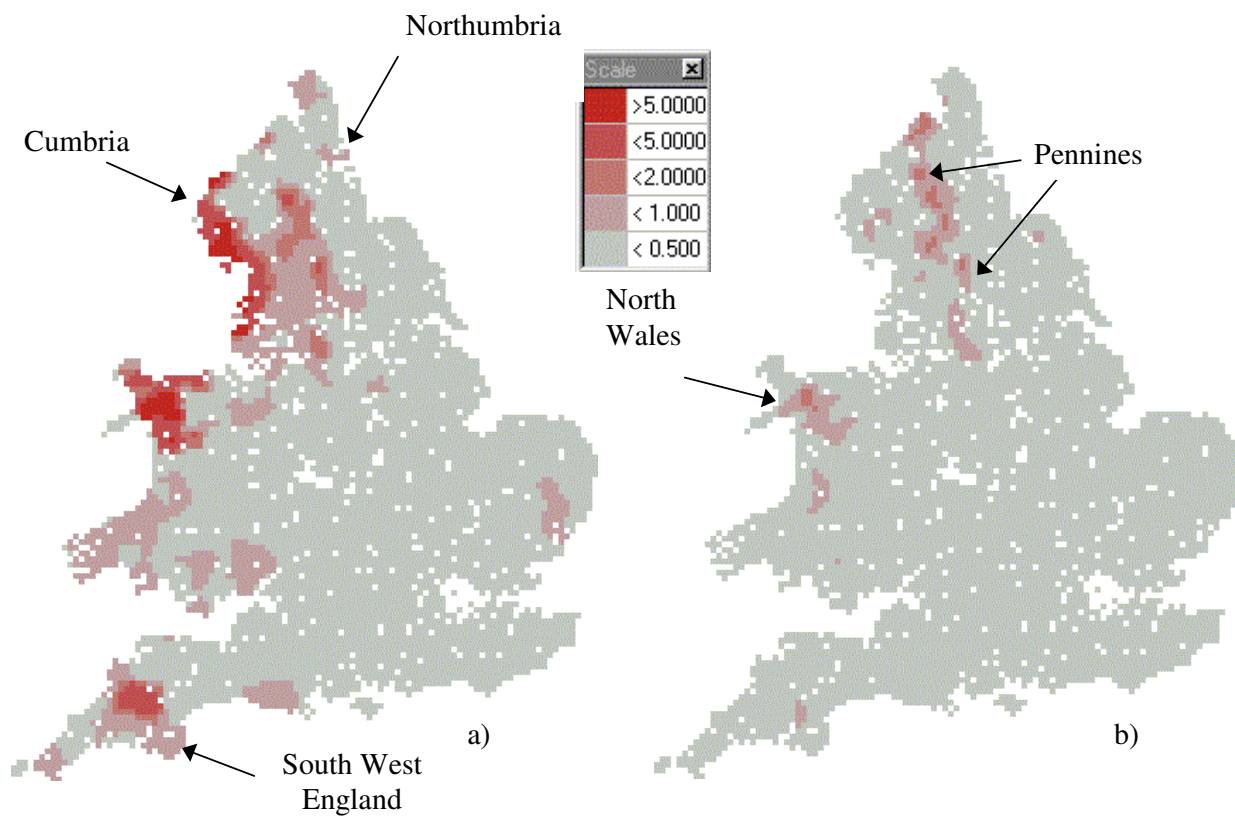 Northumbria
Cumbria
Scale
>5.0000
<5.0000
<2.0000
< 1.000
< 0.500
Pennines
North
Wales
South West
England
a)
b)